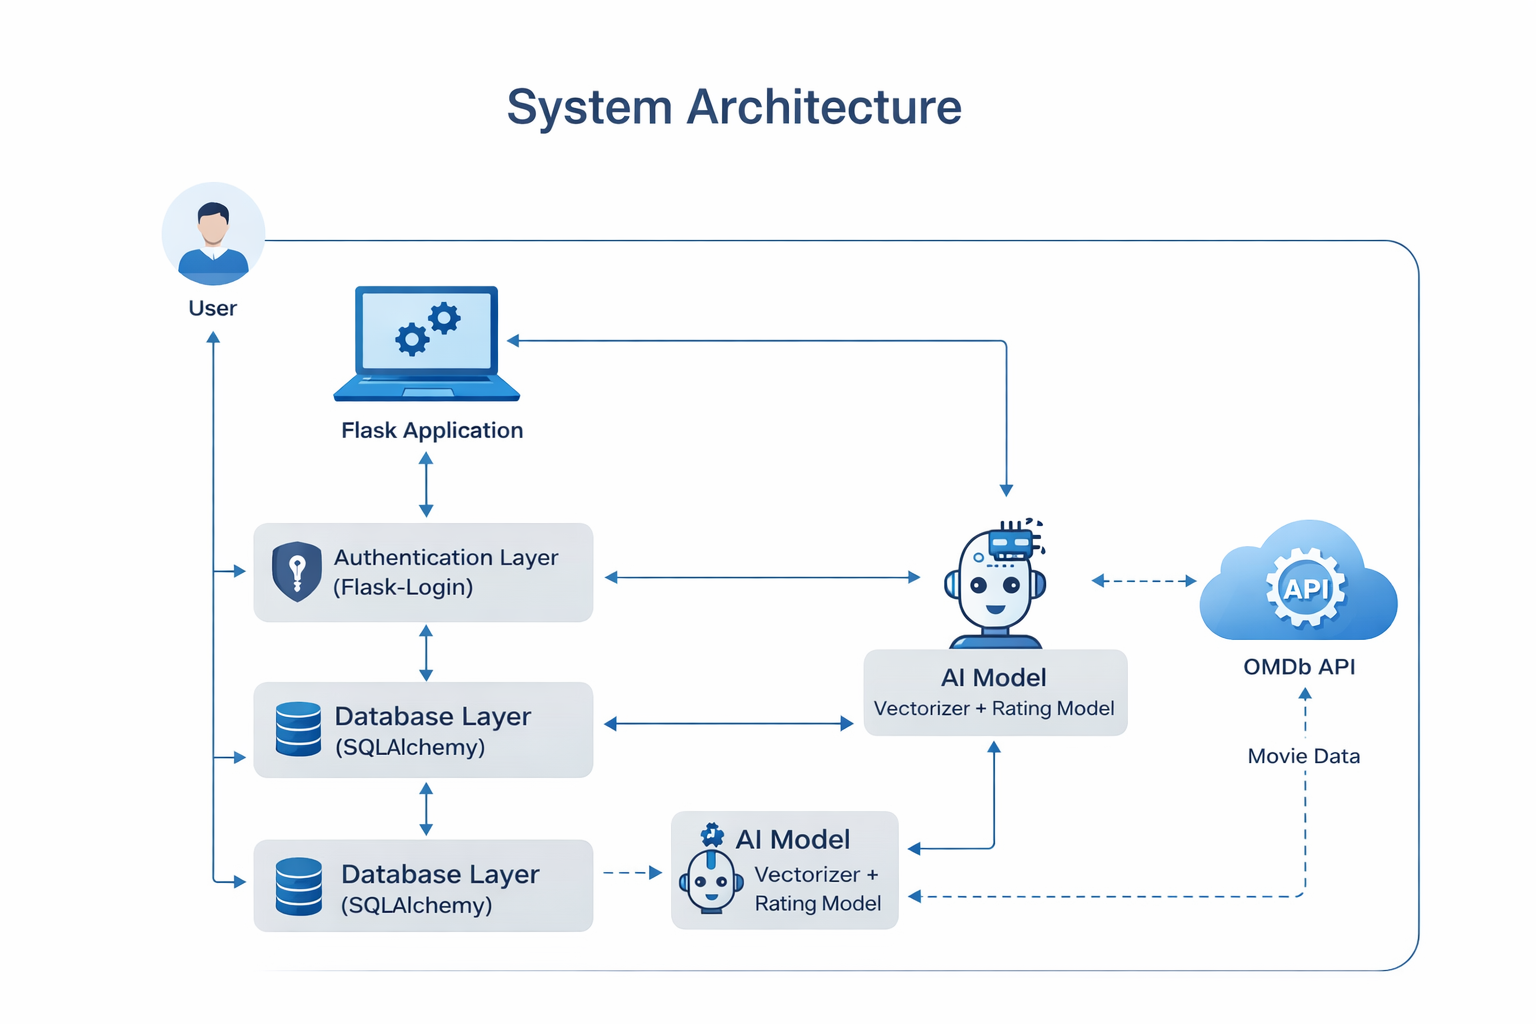 System Architecture
User
Flask Application
Authentication Layer
(Flask-Login)
Database Layer
(SQLAlchemy)
Database Layer
(SQLAlchemy)
AI Model
Vectorizer + Rating Model
AI Model
Vectorizer +
Rating Model
API
OMDb API
Movie Data